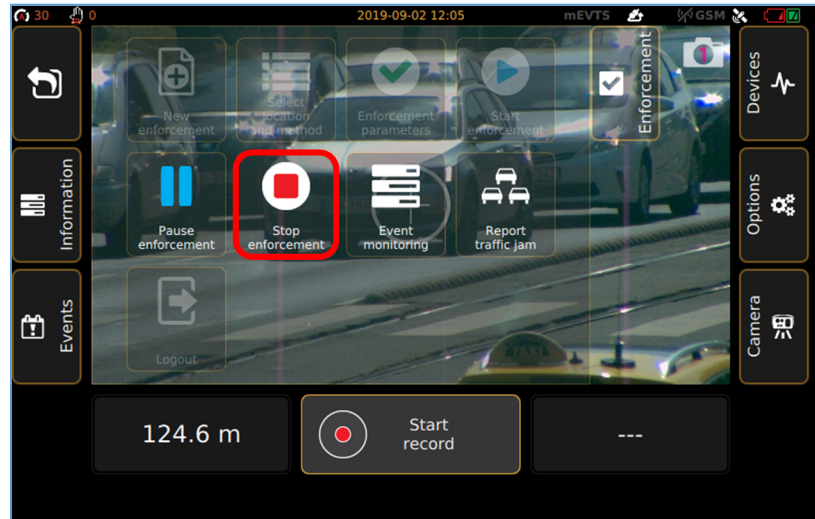 30 0 2019-09-02 12:05 mEVTS GSM
New
enforcement
Select
location
and method
Enforcement
parameters
Start
enforcement
Enforcement
1
Devices
Information
Pause
enforcement
Stop
enforcement
Event
monitoring
Report
traffic jam
Options
Events
Logout
TAXI
Camera
124.6 m
Start
record
---